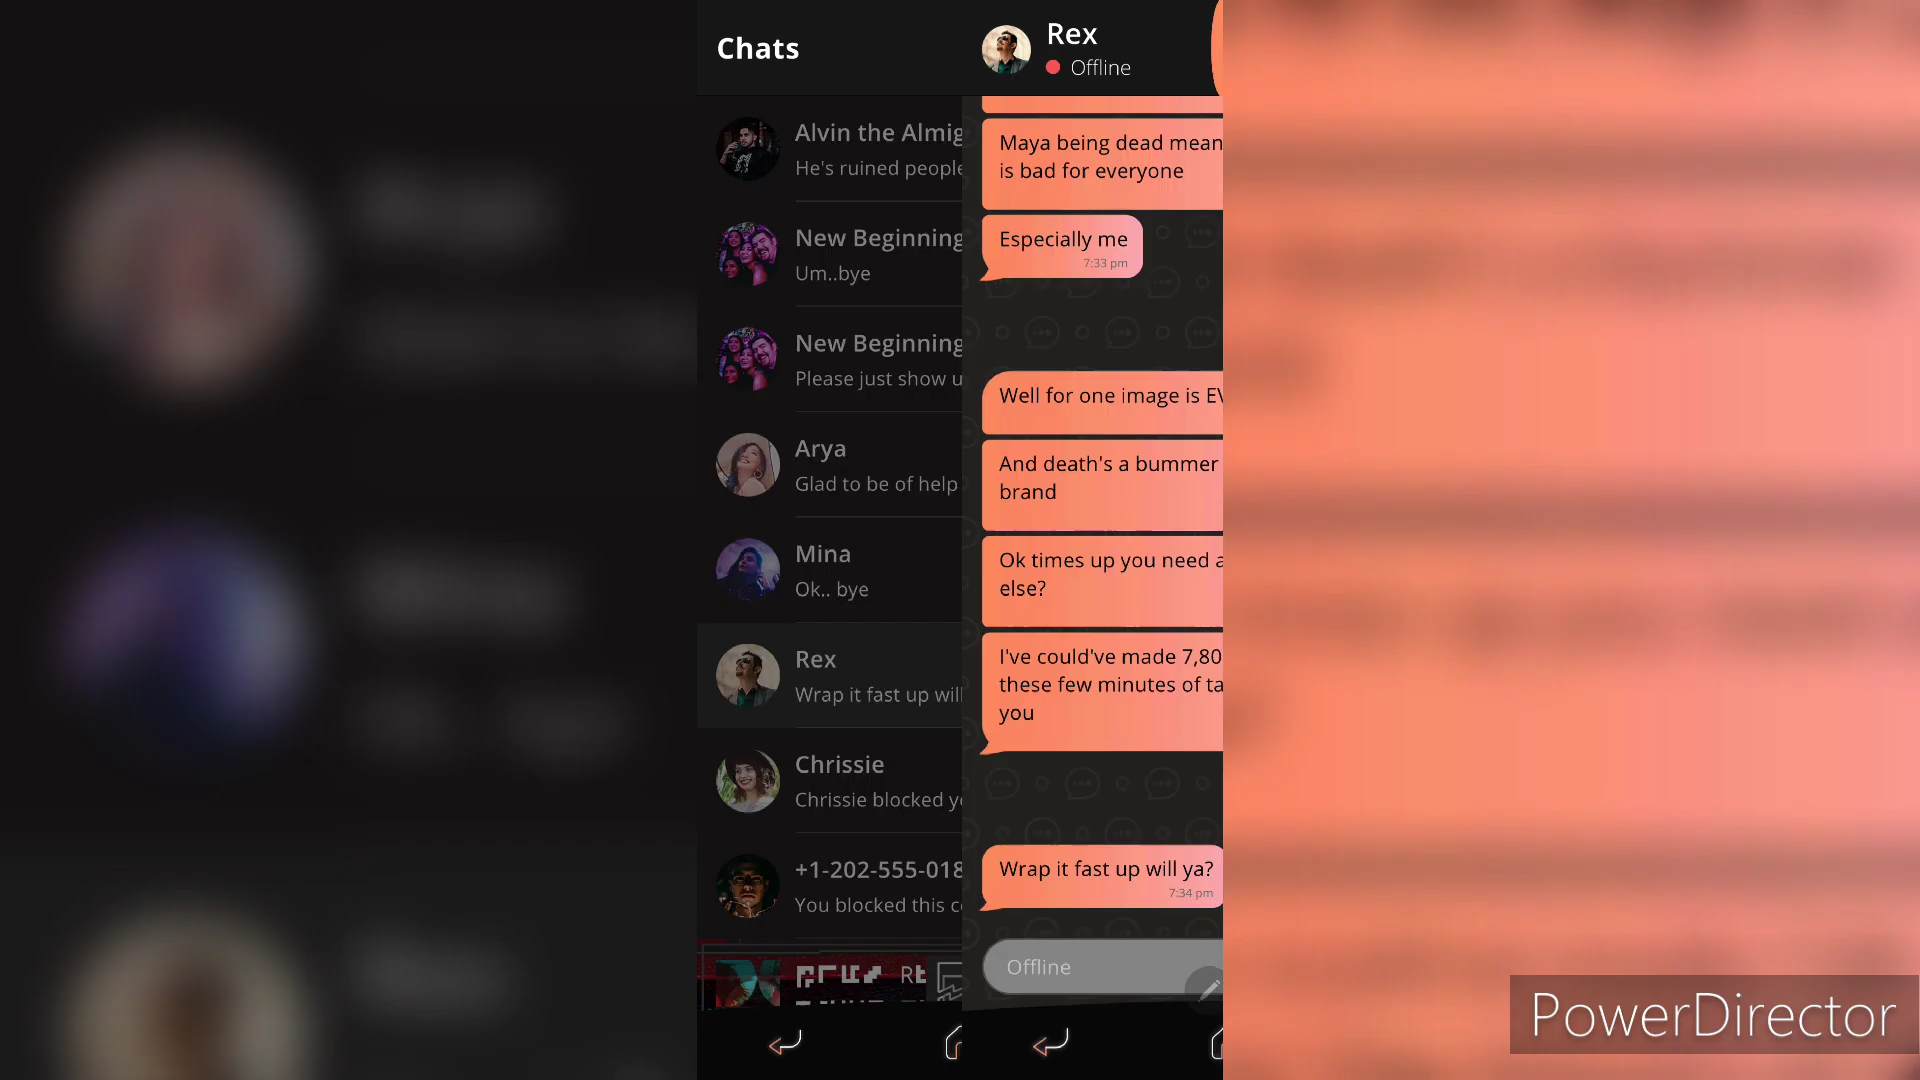 Chats
Alvin the Almig
He's ruined people
New Beginning
Um..bye
New Beginning
Please just show u
Arya
Glad to be of help
Mina
Ok.. bye
Rex
Wrap it fast up will
Chrissie
Chrissie blocked yo
+1-202-555-018
You blocked this co
Rex
Offline
Maya being dead mean
is bad for everyone
Especially me
7:33 pm
Well for one image is EV
And death's a bummer
brand
Ok times up you need a
else?
I've could've made 7,80
these few minutes of ta
you
Wrap it fast up will ya?
7:34 pm
Offline
PowerDirector